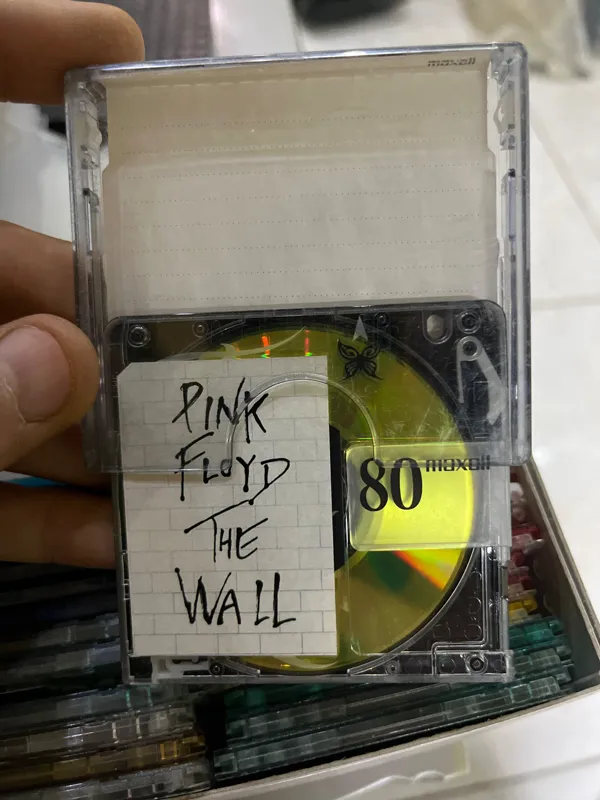 maxell
PINK
FLOYD
THE
WALL
80 maxell